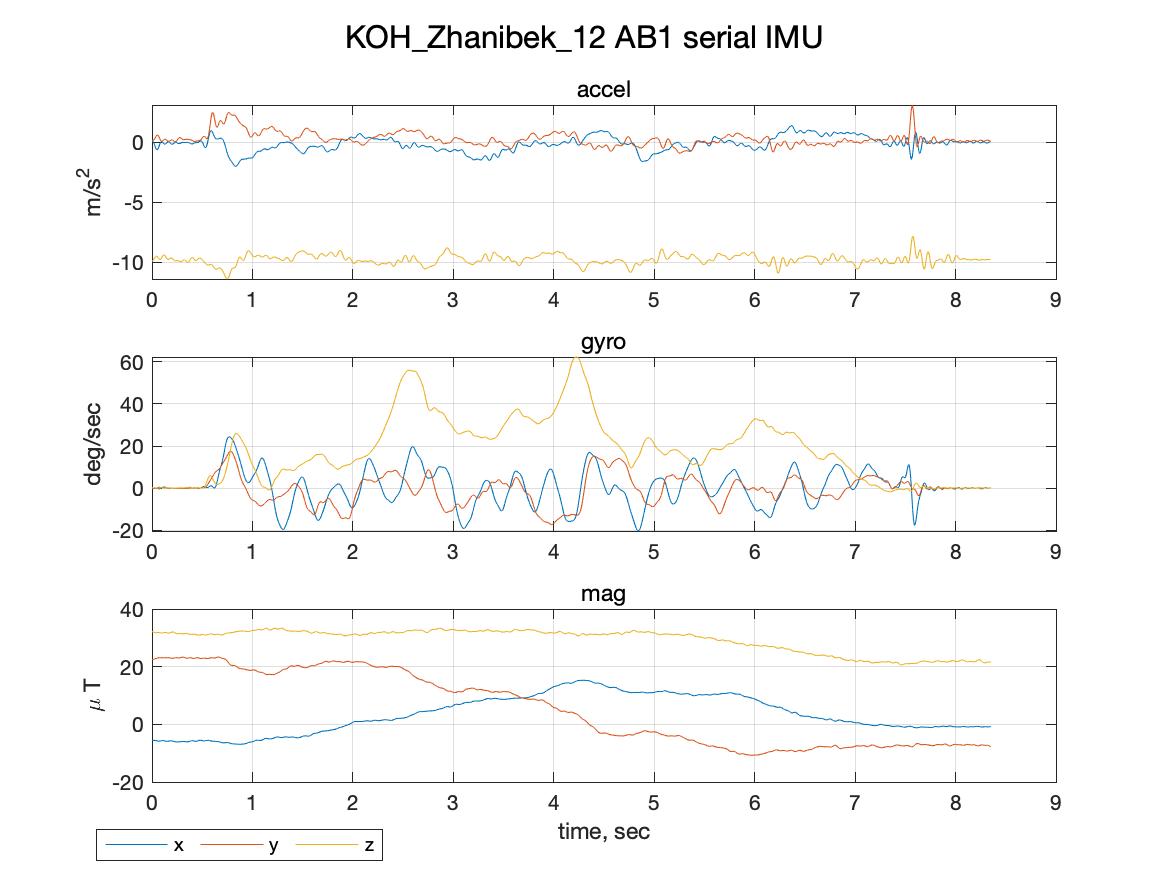 KOH_Zhanibek_12 AB1 serial IMU
accel
0
-5
-10
m/s2
0 1 2 3 4 5 6 7 8 9
gyro
60
40
20
0
-20
deg/sec
0 1 2 3 4 5 6 7 8 9
mag
40
20
0
-20
μ T
0 1 2 3 4 5 6 7 8 9
time, sec
x y z